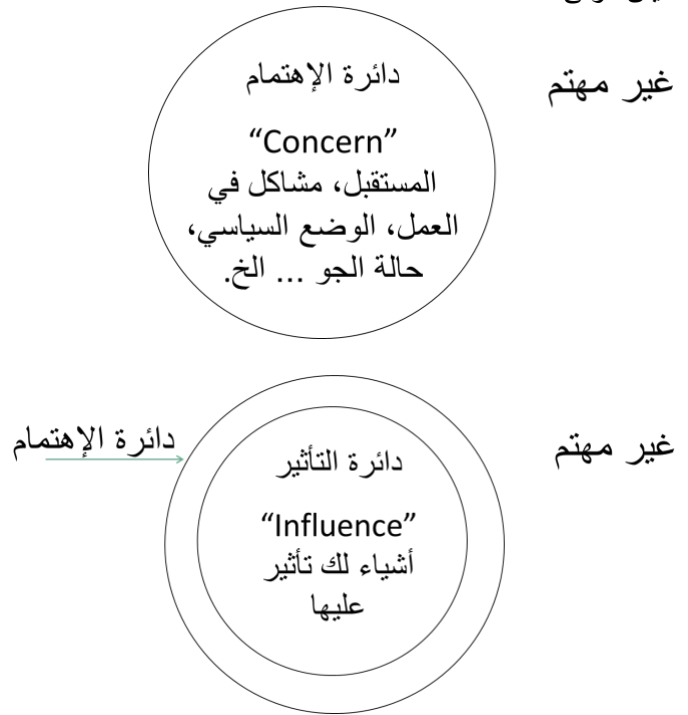 غير مهتم
دائرة الإهتمام
“Concern”
المستقبل، مشاكل في
العمل، الوضع السياسي،
حالة الجو ... الخ.
دائرة الإهتمام
غير مهتم
دائرة التأثير
“Influence”
أشياء لك تأثير
عليها